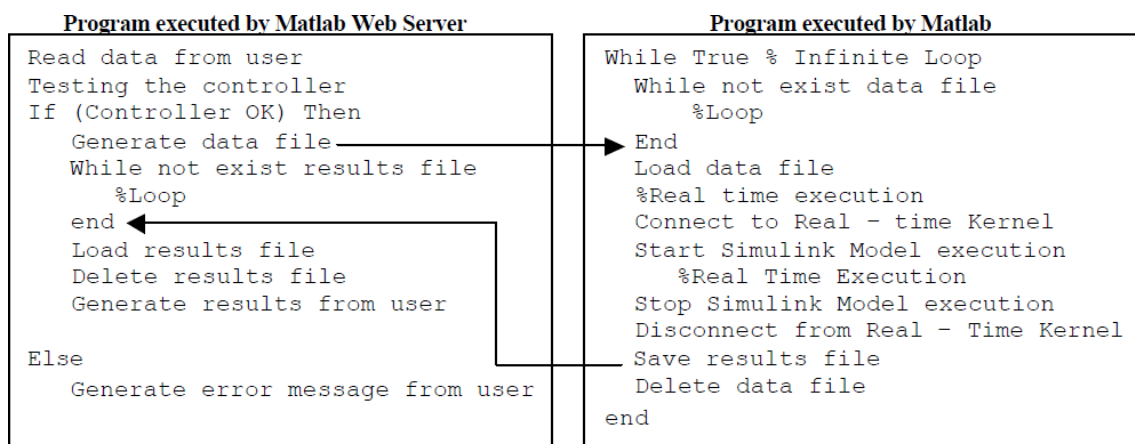 Program executed by Matlab Web Server
Read data from user
Testing the controller
If (Controller OK) Then
Generate data file
While not exist results file
%Loop
end
Load results file
Delete results file
Generate results from user
Else
Generate error message from user
Program executed by Matlab
While True % Infinite Loop
While not exist data file
%Loop
End
Load data file
%Real time execution
Connect to Real – time Kernel
Start Simulink Model execution
%Real Time Execution
Stop Simulink Model execution
Disconnect from Real – Time Kernel
Save results file
Delete data file
end